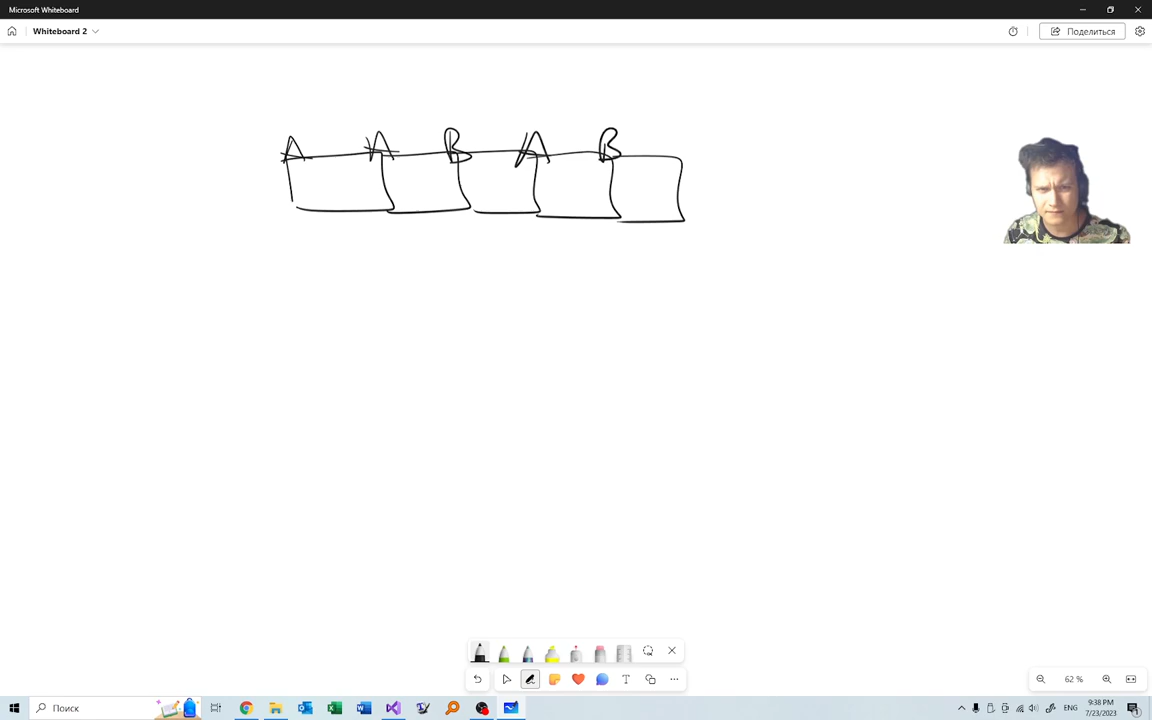 Microsoft Whiteboard
Whiteboard 2
Поделиться
A A B A B
62 %
Поиск
ENG
9:38 PM
7/23/2023